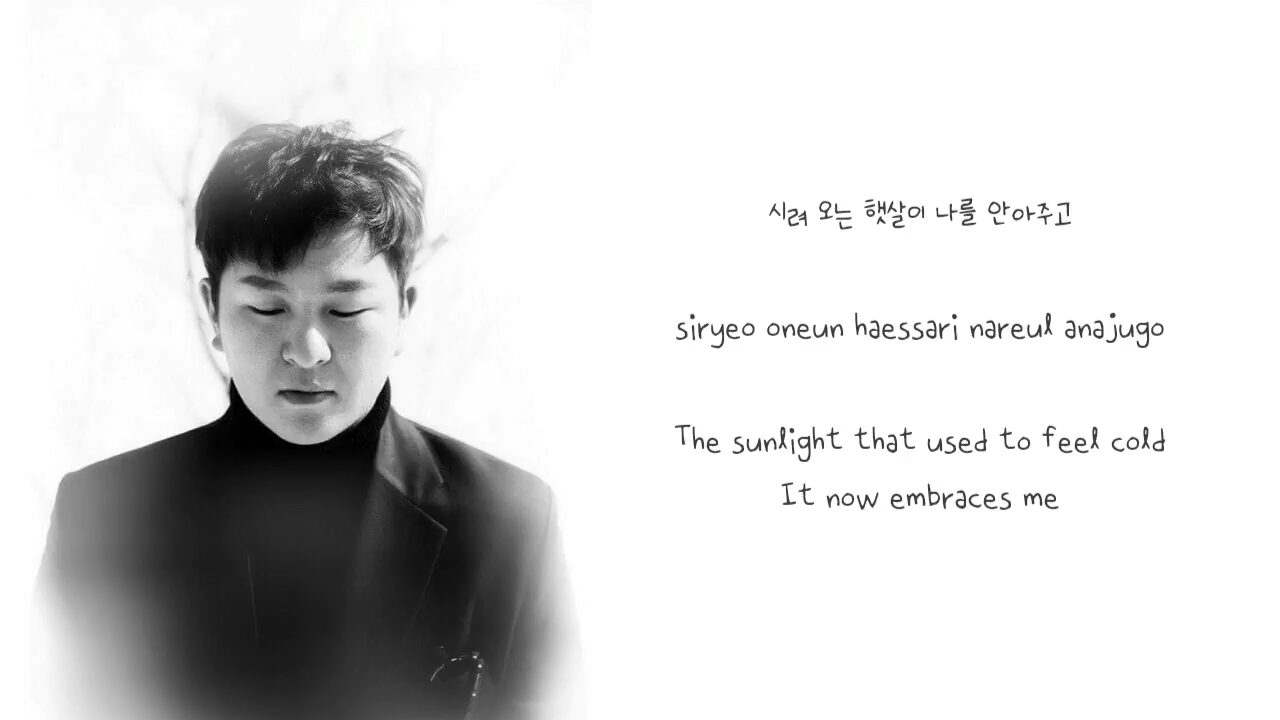 시려 오는 햇살이 나를 안아주고
siryeo oneun haessari nareul anajugo
The sunlight that used to feel cold
It now embraces me